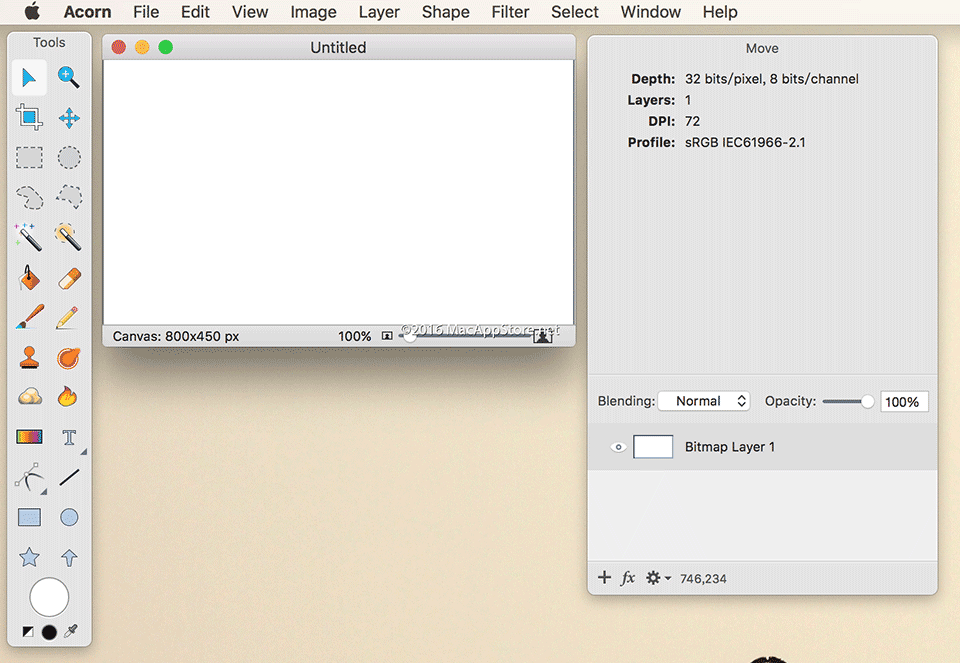 Acorn File Edit View Image Layer Shape Filter Select Window Help
Tools
Untitled
Canvas: 800x450 px 100%
©2016 MacAppStore.net
Move
Depth: 32 bits/pixel, 8 bits/channel
Layers: 1
DPI: 72
Profile: sRGB IEC61966-2.1
Blending: Normal Opacity: 100%
Bitmap Layer 1
fx 746,234
T